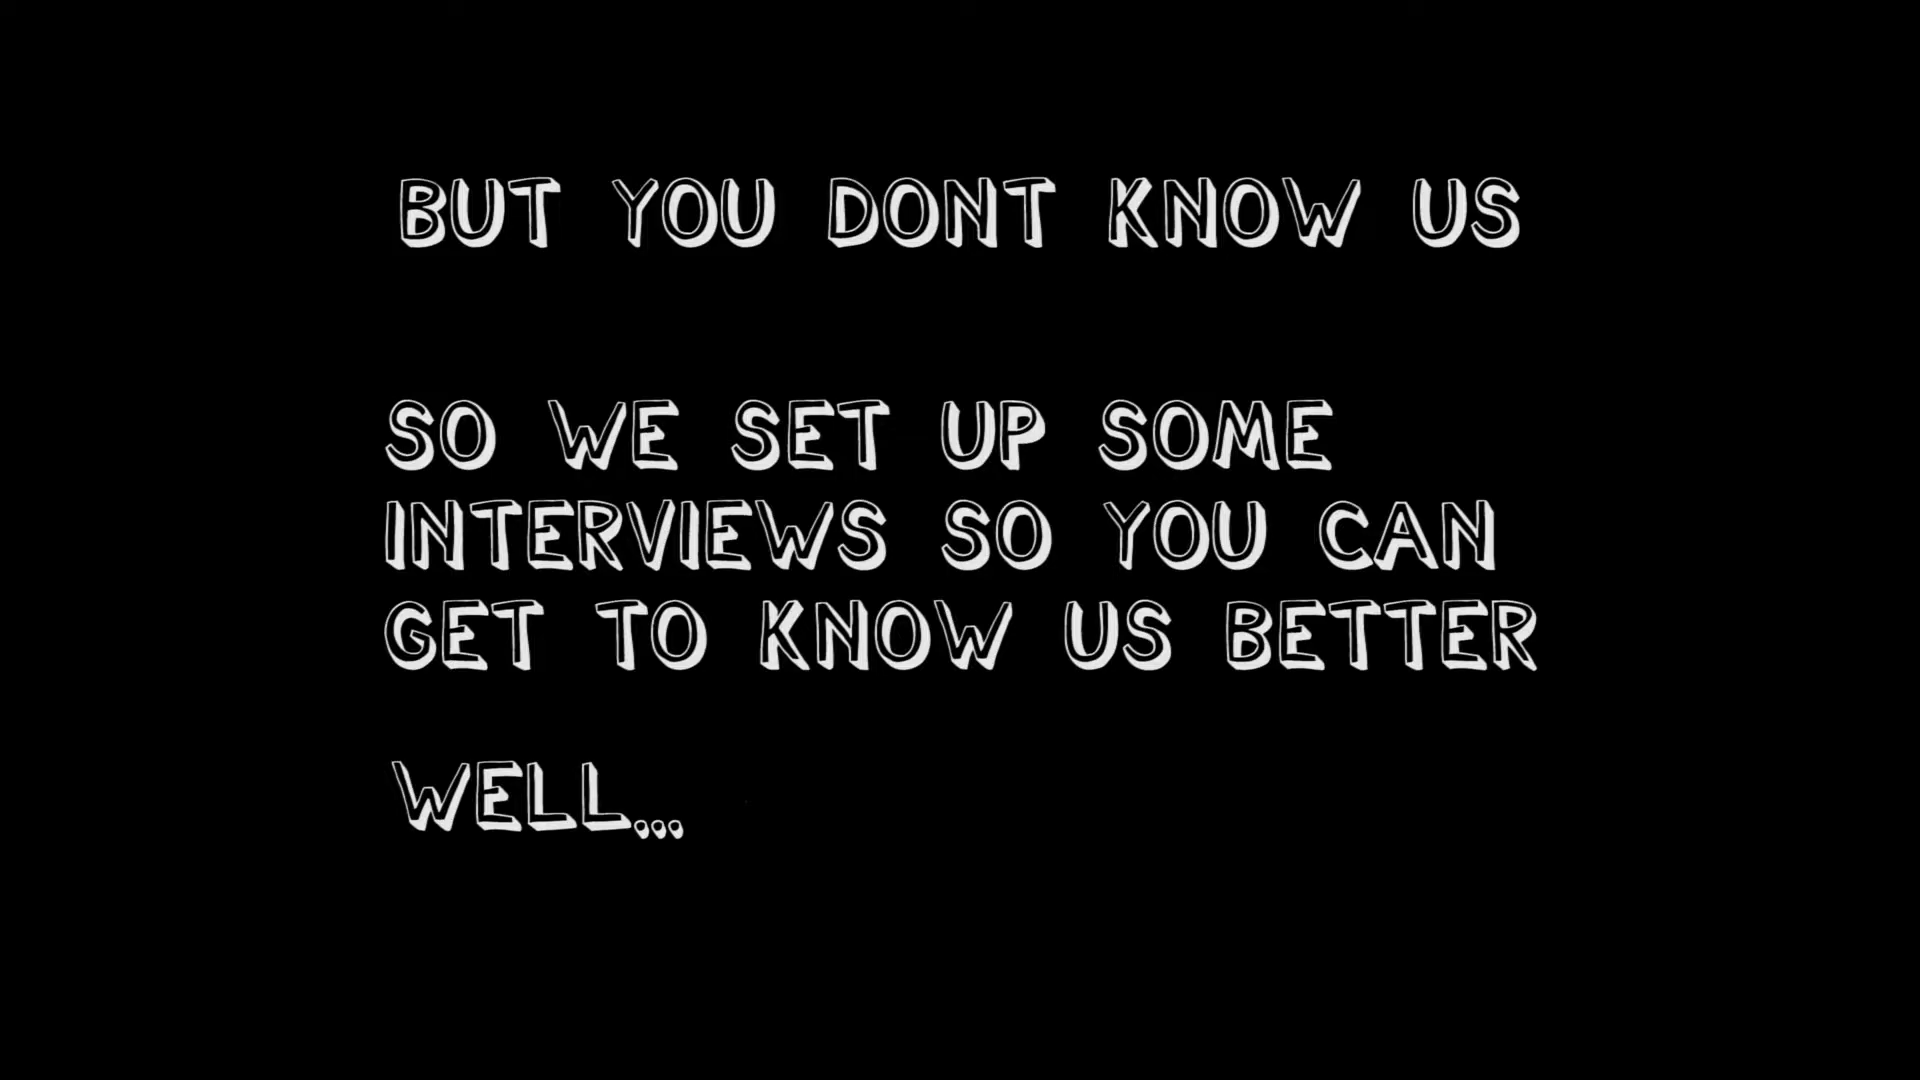 BUT YOU DONT KNOW US
SO WE SET UP SOME
INTERVIEWS SO YOU CAN
GET TO KNOW US BETTER
WELL...